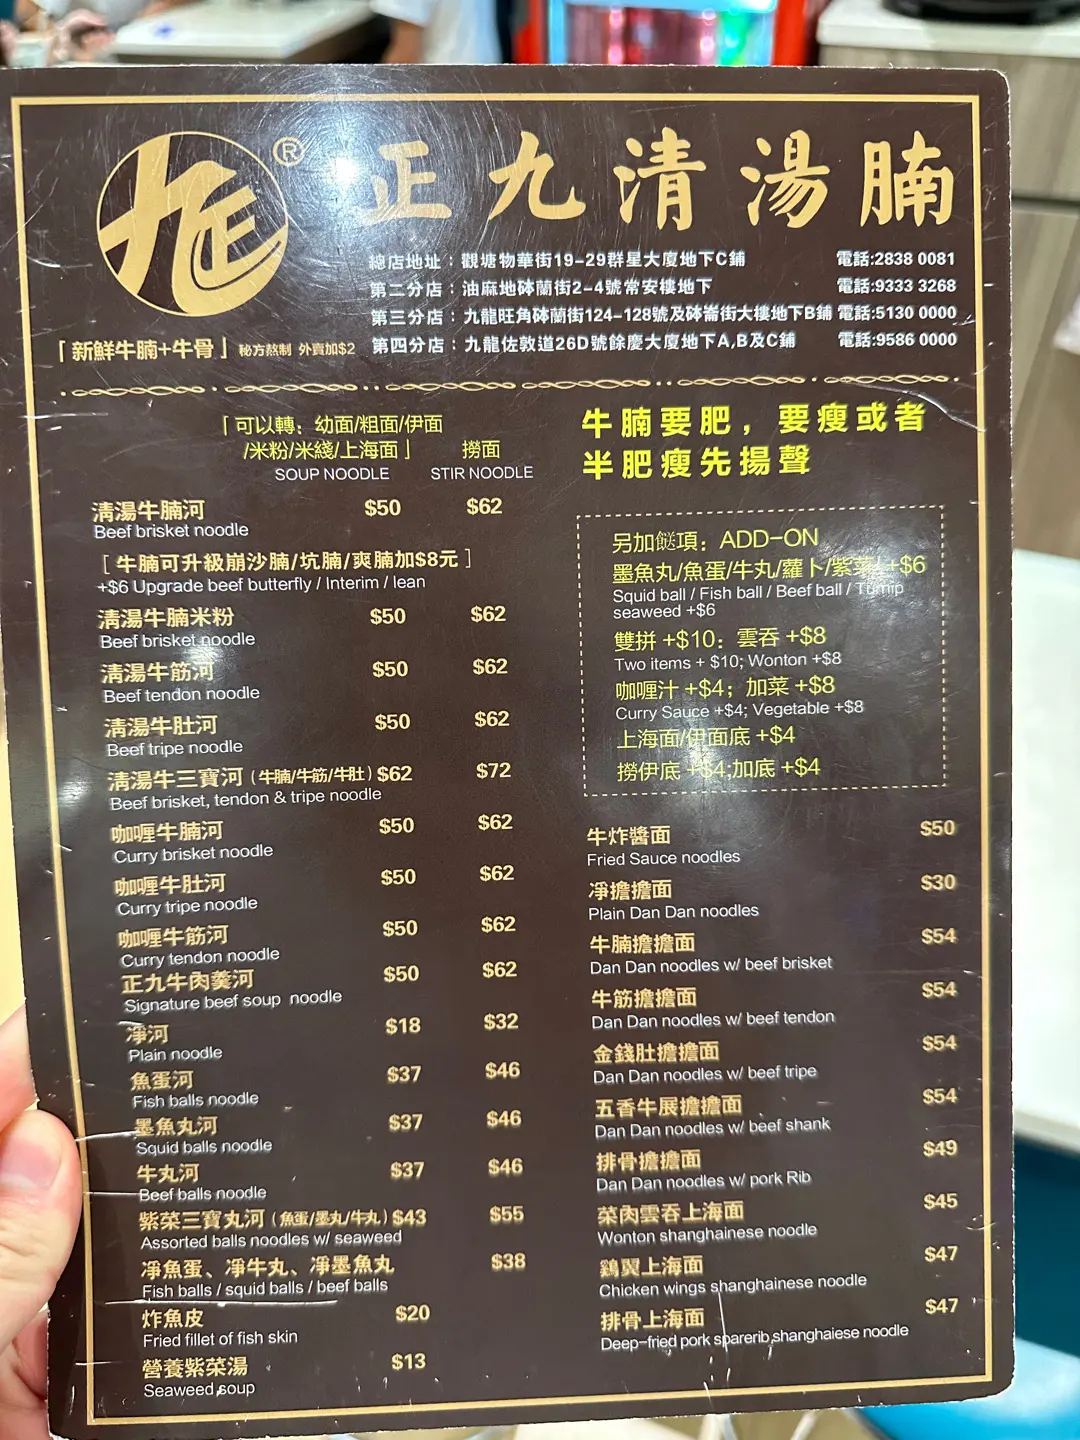 九正 ®
正九清湯腩
總店地址：觀塘物華街19-29群星大廈地下C鋪 電話:2838 0081
第二分店：油麻地砵蘭街2-4號常安樓地下 電話:9333 3268
第三分店：九龍旺角砵蘭街124-128號及砵崙街大樓地下B鋪 電話:5130 0000
第四分店：九龍佐敦道26D號餘慶大廈地下A,B及C鋪 電話:9586 0000
「新鮮牛腩+牛骨」秘方熬制 外賣加$2
「可以轉：幼面/粗面/伊面
/米粉/米綫/上海面」 撈面
SOUP NOODLE STIR NOODLE
清湯牛腩河 $50 $62
Beef brisket noodle
[ 牛腩可升級崩沙腩/坑腩/爽腩加$8元 ]
+$6 Upgrade beef butterfly / Interim / lean
清湯牛腩米粉 $50 $62
Beef brisket noodle
清湯牛筋河 $50 $62
Beef tendon noodle
清湯牛肚河 $50 $62
Beef tripe noodle
清湯牛三寶河（牛腩/牛筋/牛肚）$62 $72
Beef brisket, tendon & tripe noodle
咖喱牛腩河 $50 $62
Curry brisket noodle
咖喱牛肚河 $50 $62
Curry tripe noodle
咖喱牛筋河 $50 $62
Curry tendon noodle
正九牛肉羹河 $50 $62
Signature beef soup noodle
凈河 $18 $32
Plain noodle
魚蛋河 $37 $46
Fish balls noodle
墨魚丸河 $37 $46
Squid balls noodle
牛丸河 $37 $46
Beef balls noodle
紫菜三寶丸河（魚蛋/墨丸/牛丸）$43 $55
Assorted balls noodles w/ seaweed
凈魚蛋、凈牛丸、凈墨魚丸 $38
Fish balls / squid balls / beef balls
炸魚皮 $20
Fried fillet of fish skin
營養紫菜湯 $13
Seaweed soup
牛腩要肥，要瘦或者
半肥瘦先揚聲
另加餸項：ADD-ON
墨魚丸/魚蛋/牛丸/蘿卜/紫菜 +$6
Squid ball / Fish ball / Beef ball / Turnip
seaweed +$6
雙拼 +$10：雲吞 +$8
Two items + $10; Wonton +$8
咖喱汁 +$4；加菜 +$8
Curry Sauce +$4; Vegetable +$8
上海面/伊面底 +$4
撈伊底 +$4;加底 +$4
牛炸醬面 $50
Fried Sauce noodles
凈擔擔面 $30
Plain Dan Dan noodles
牛腩擔擔面 $54
Dan Dan noodles w/ beef brisket
牛筋擔擔面 $54
Dan Dan noodles w/ beef tendon
金錢肚擔擔面 $54
Dan Dan noodles w/ beef tripe
五香牛展擔擔面 $54
Dan Dan noodles w/ beef shank
排骨擔擔面 $49
Dan Dan noodles w/ pork Rib
菜肉雲吞上海面 $45
Wonton shanghainese noodle
鷄翼上海面 $47
Chicken wings shanghainese noodle
排骨上海面 $47
Deep-fried pork sparerib shanghaiese noodle